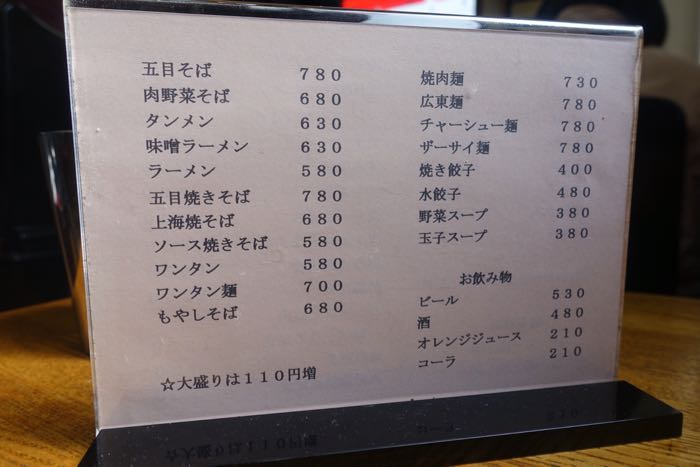 五目そば 780
肉野菜そば 680
タンメン 630
味噌ラーメン 630
ラーメン 580
五目焼きそば 780
上海焼そば 680
ソース焼きそば 580
ワンタン 580
ワンタン麺 700
もやしそば 680
☆大盛りは110円増
焼肉麺 730
広東麺 780
チャーシュー麺 780
ザーサイ麺 780
焼き餃子 400
水餃子 480
野菜スープ 380
玉子スープ 380
お飲み物
ビール 530
酒 480
オレンジジュース 210
コーラ 210